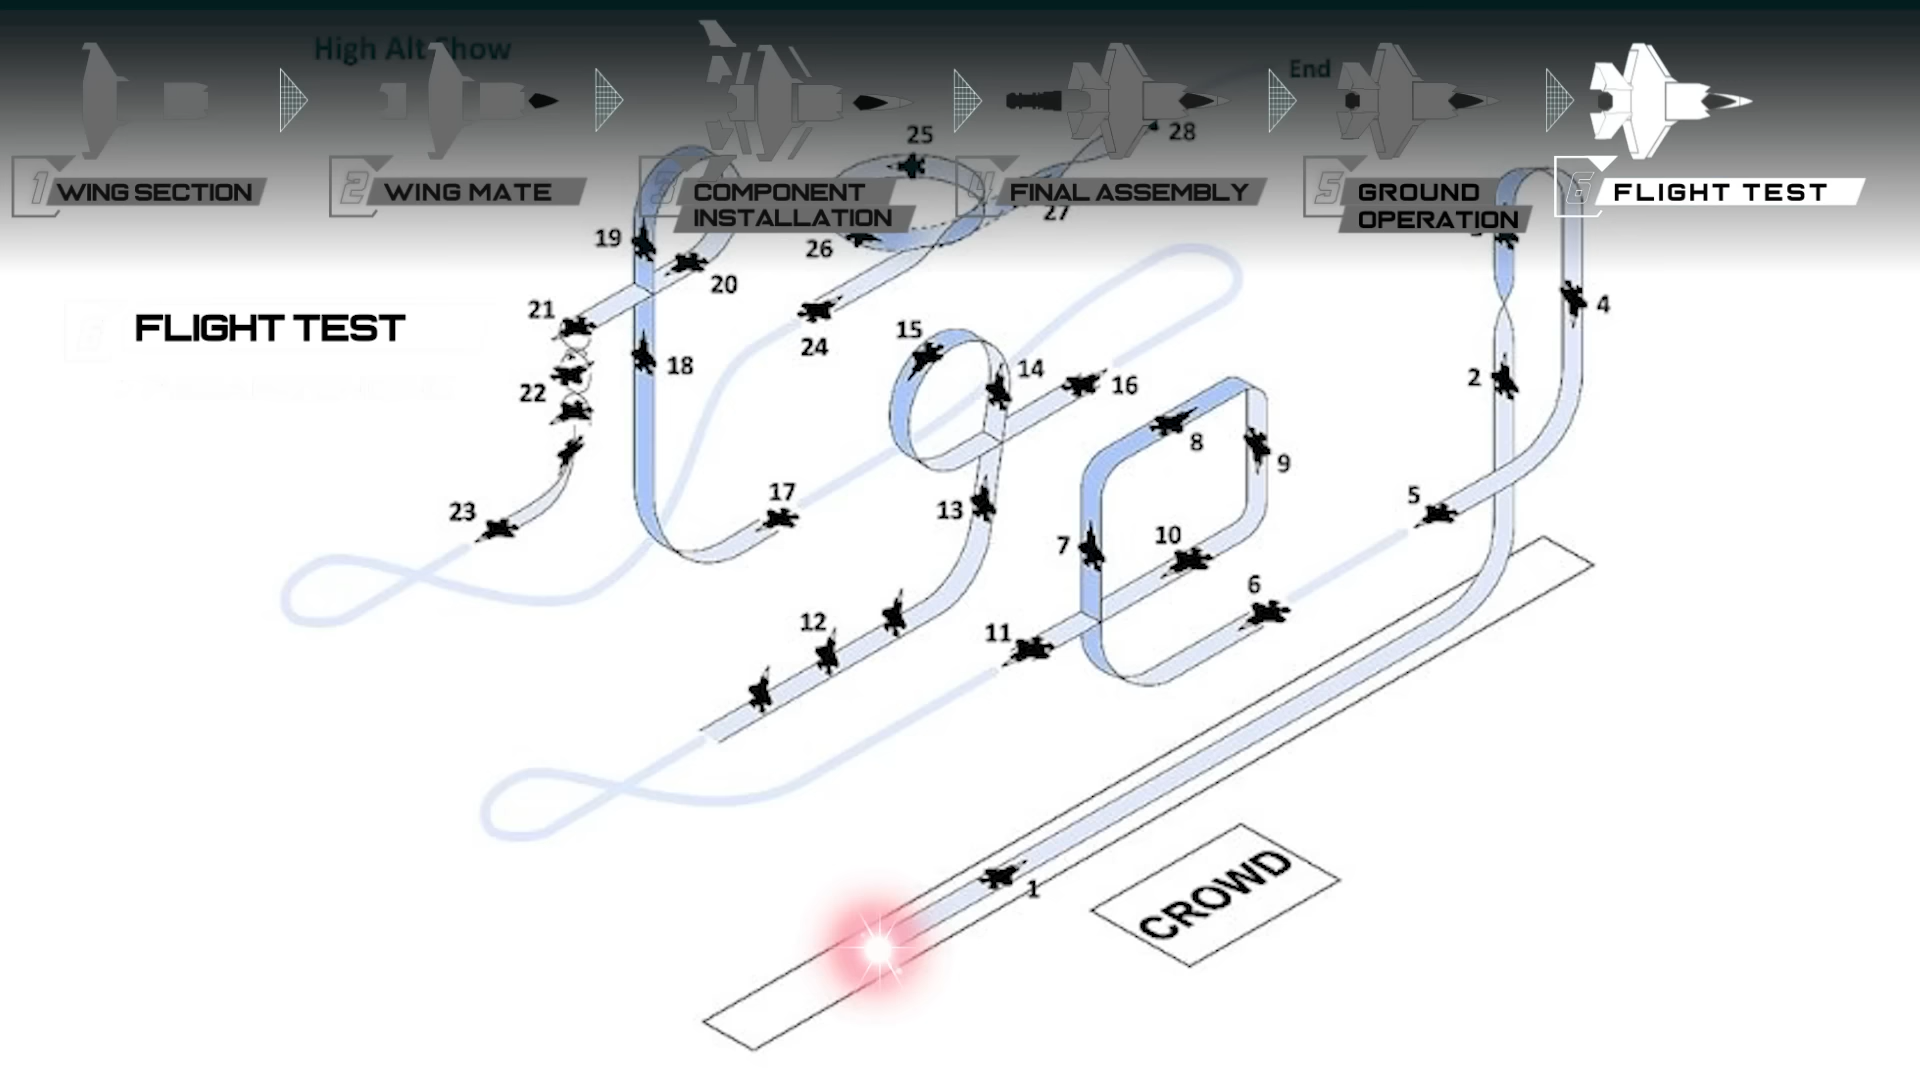 High Alt Show
End
1 WING SECTION
2 WING MATE
3 COMPONENT
INSTALLATION
4 FINAL ASSEMBLY
5 GROUND
OPERATION
6 FLIGHT TEST
25
28
27
19
26
20
21
24
15
4
FLIGHT TEST
18
14
16
2
22
8
9
17
5
23
13
7
10
6
12
11
1
CROWD